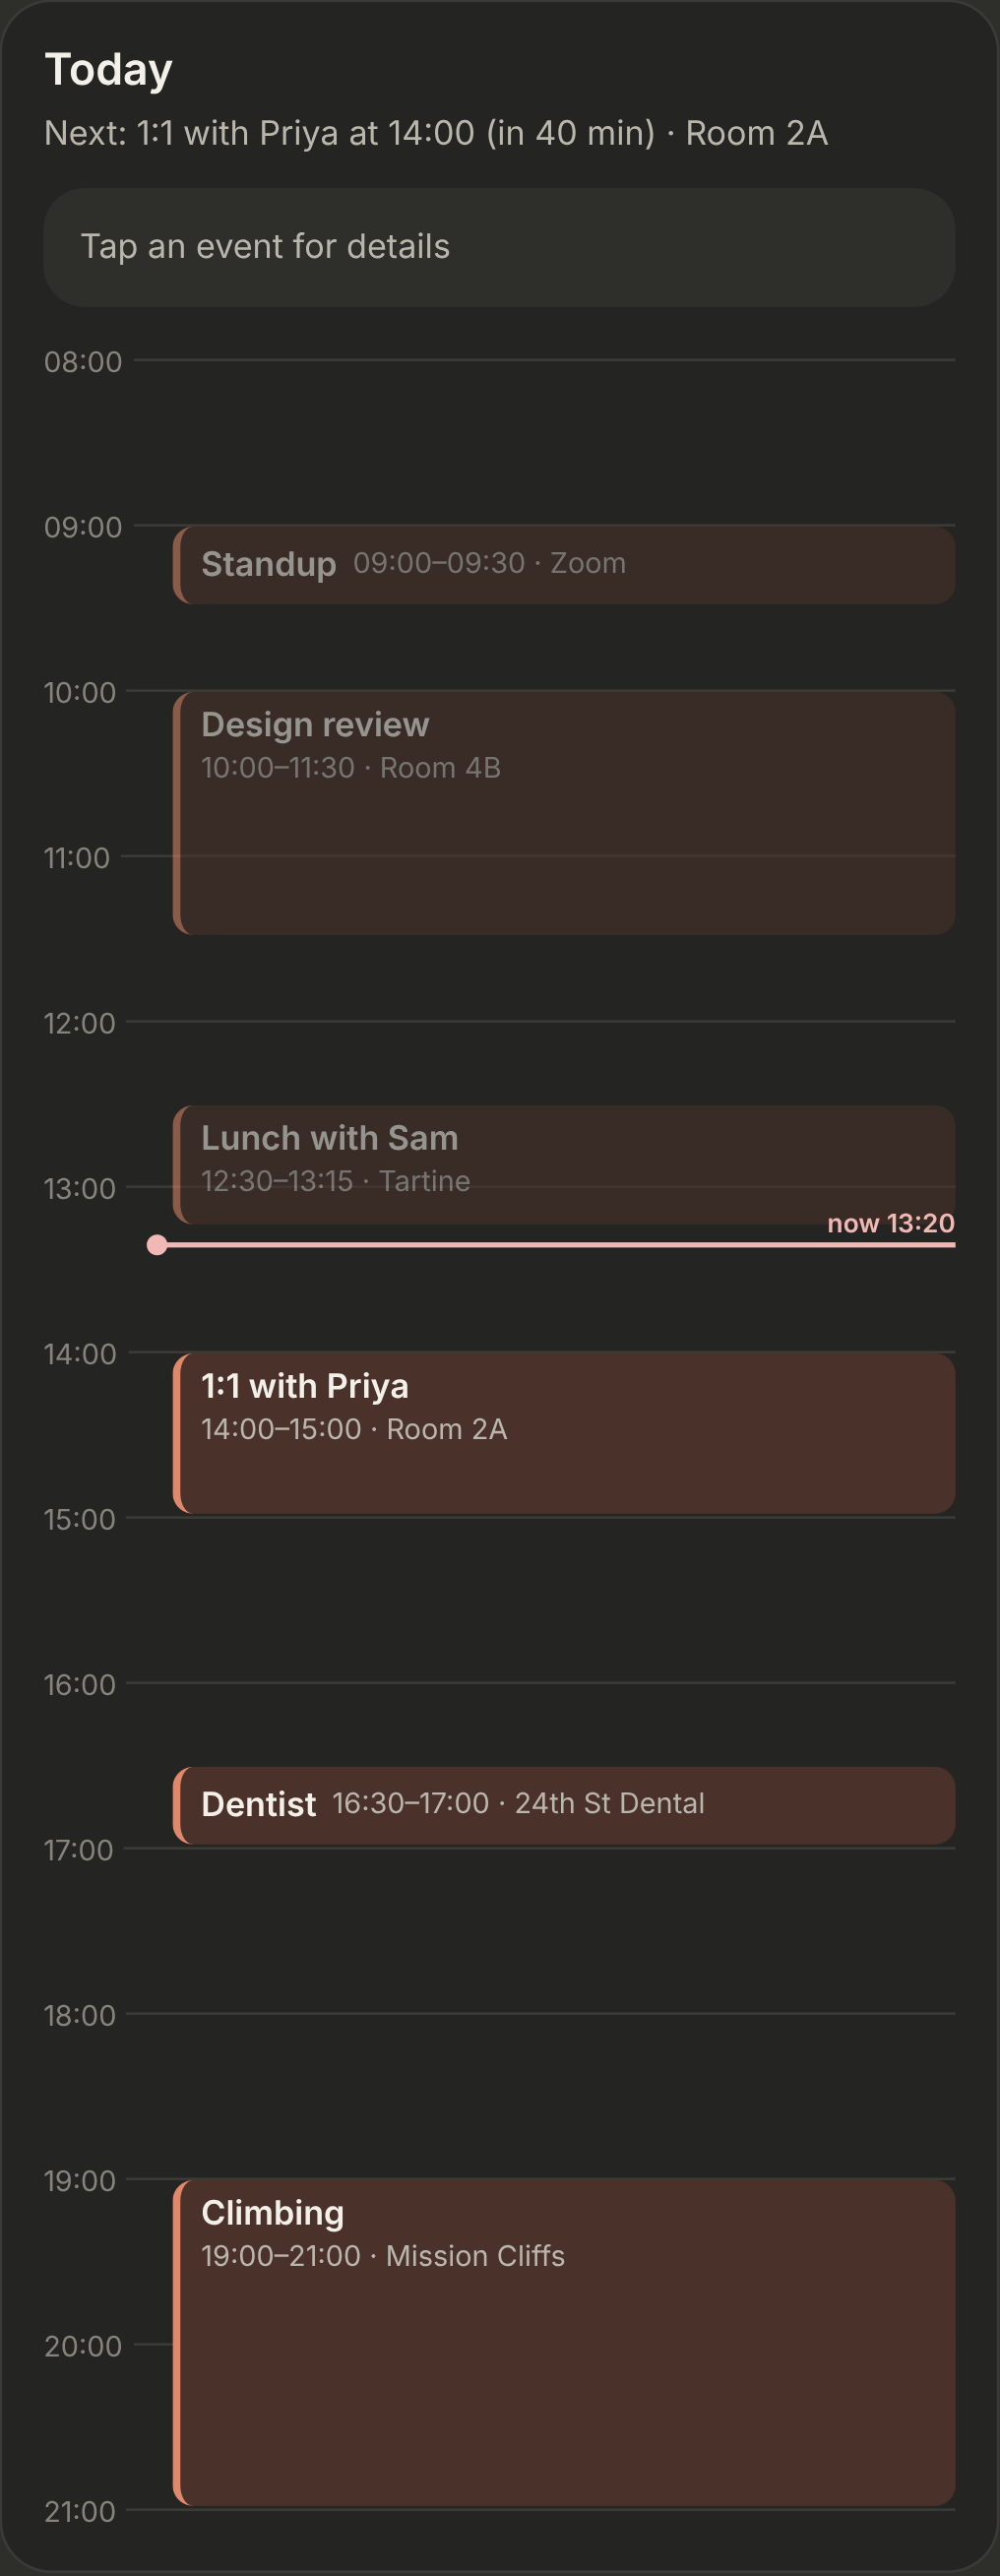 Today
Next: 1:1 with Priya at 14:00 (in 40 min) · Room 2A
Tap an event for details
08:00
09:00
Standup 09:00–09:30 · Zoom
10:00
Design review
10:00–11:30 · Room 4B
11:00
12:00
Lunch with Sam
12:30–13:15 · Tartine
13:00
now 13:20
14:00
1:1 with Priya
14:00–15:00 · Room 2A
15:00
16:00
Dentist 16:30–17:00 · 24th St Dental
17:00
18:00
19:00
Climbing
19:00–21:00 · Mission Cliffs
20:00
21:00